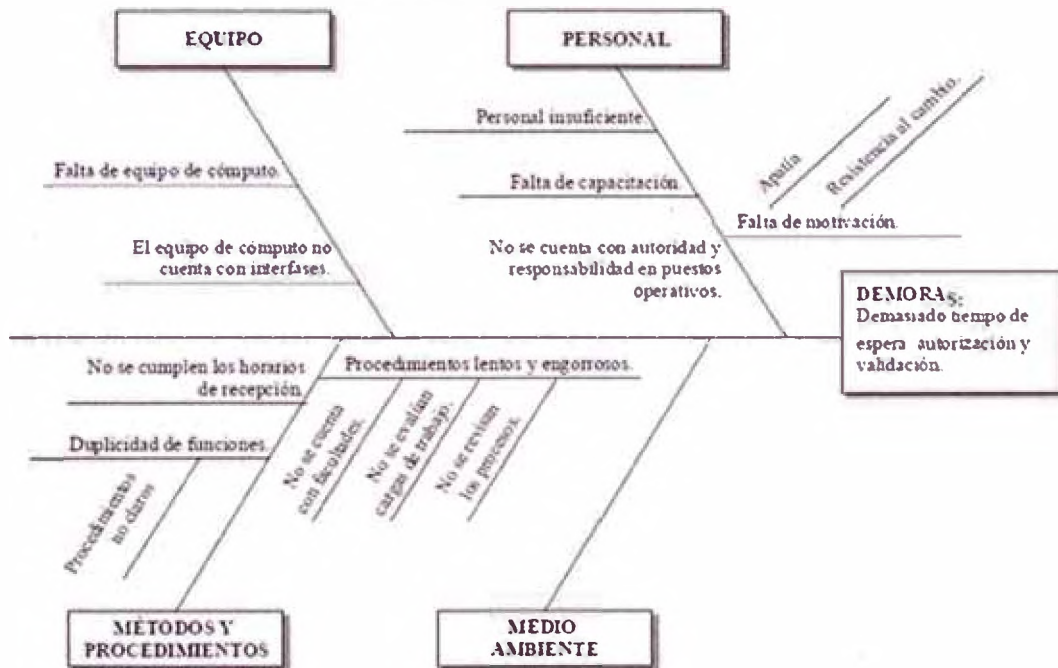 EQUIPO
PERSONAL
Personal insuficiente.
Apatía
Resistencia al cambio.
Falta de equipo de cómputo.
Falta de capacitación.
Falta de motivación.
El equipo de cómputo no
cuenta con interfases.
No se cuenta con autoridad y
responsabilidad en puestos
operativos.
DEMORAS:
Demasiado tiempo de
espera autorización y
validación.
No se cumplen los horarios
de recepción.
Procedimientos lentos y engorrosos.
Duplicidad de funciones.
No se cuenta
con facultades.
No se evalúan
cargas de trabajo.
No se revisan
los procesos.
Procedimientos
no claros
MÉTODOS Y
PROCEDIMIENTOS
MEDIO
AMBIENTE